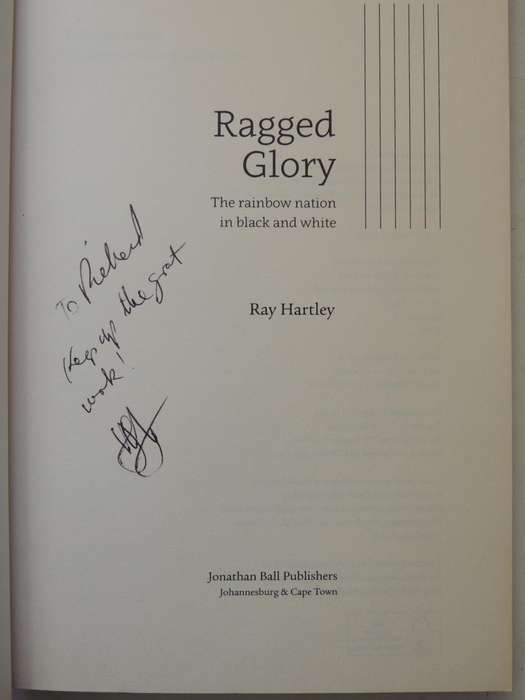 Ragged
Glory
The rainbow nation
in black and white
Ray Hartley
To Richard
Keep up the great
work!
Jonathan Ball Publishers
Johannesburg & Cape Town